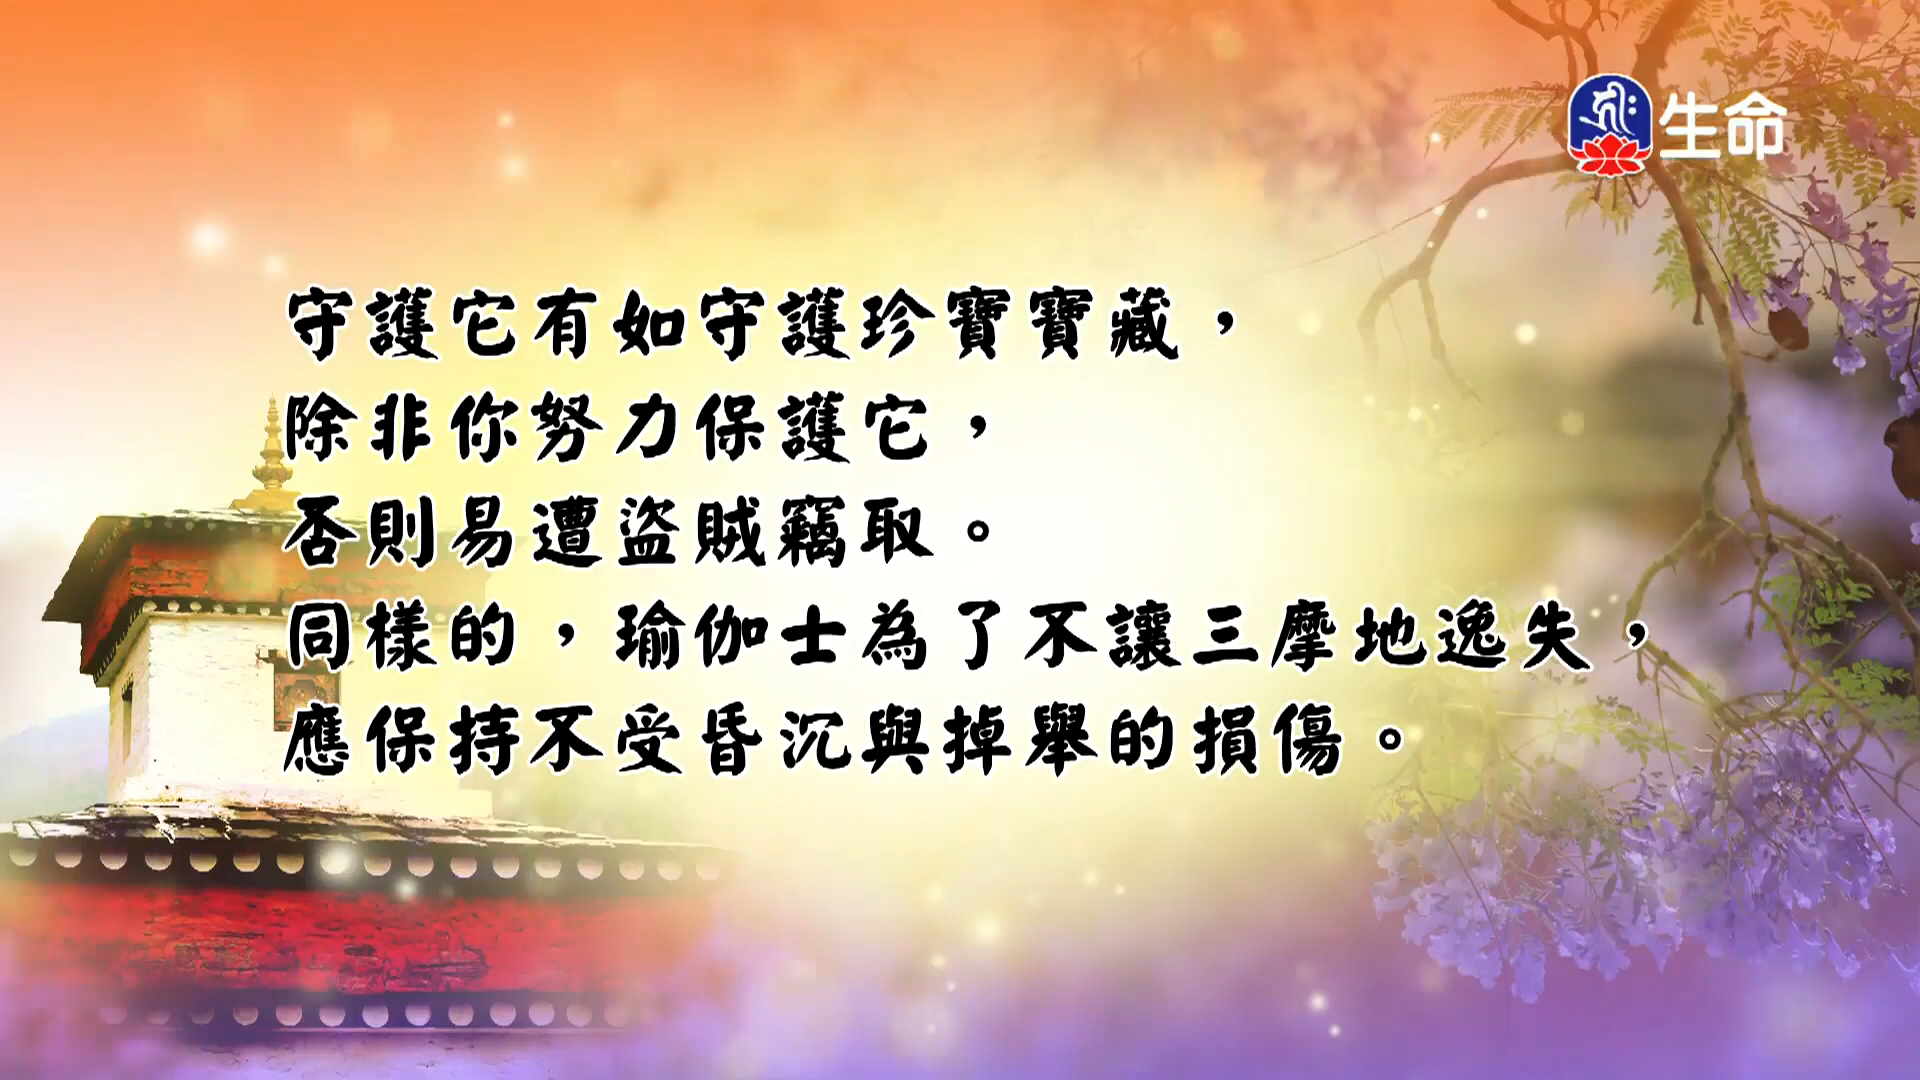 生命
守護它有如守護珍寶寶藏，
除非你努力保護它，
否則易遭盜賊竊取。
同樣的，瑜伽士為了不讓三摩地逸失，
應保持不受昏沉與掉舉的損傷。